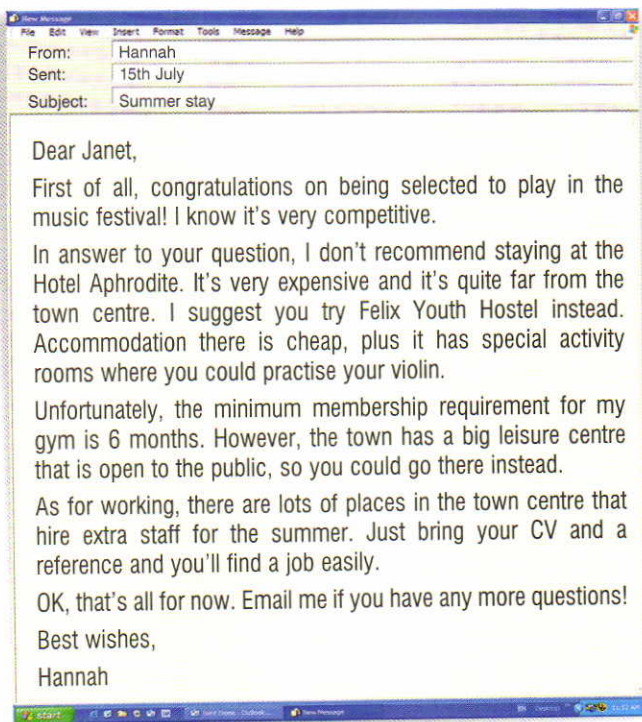 New Message
File Edit View Insert Format Tools Message Help
From: Hannah
Sent: 15th July
Subject: Summer stay
Dear Janet,
First of all, congratulations on being selected to play in the
music festival! I know it's very competitive.
In answer to your question, I don't recommend staying at the
Hotel Aphrodite. It's very expensive and it's quite far from the
town centre. I suggest you try Felix Youth Hostel instead.
Accommodation there is cheap, plus it has special activity
rooms where you could practise your violin.
Unfortunately, the minimum membership requirement for my
gym is 6 months. However, the town has a big leisure centre
that is open to the public, so you could go there instead.
As for working, there are lots of places in the town centre that
hire extra staff for the summer. Just bring your CV and a
reference and you'll find a job easily.
OK, that's all for now. Email me if you have any more questions!
Best wishes,
Hannah
start New Message